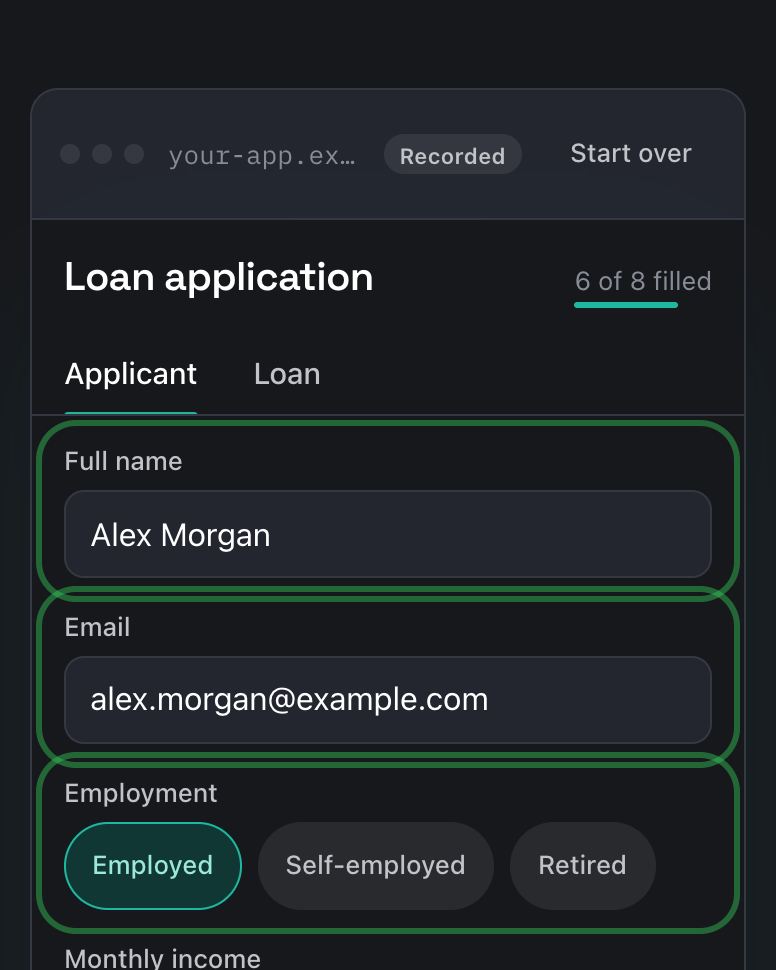 your-app.ex… Recorded Start over
Loan application 6 of 8 filled
Applicant Loan
Full name
Alex Morgan
Email
alex.morgan@example.com
Employment
Employed Self-employed Retired
Monthly income